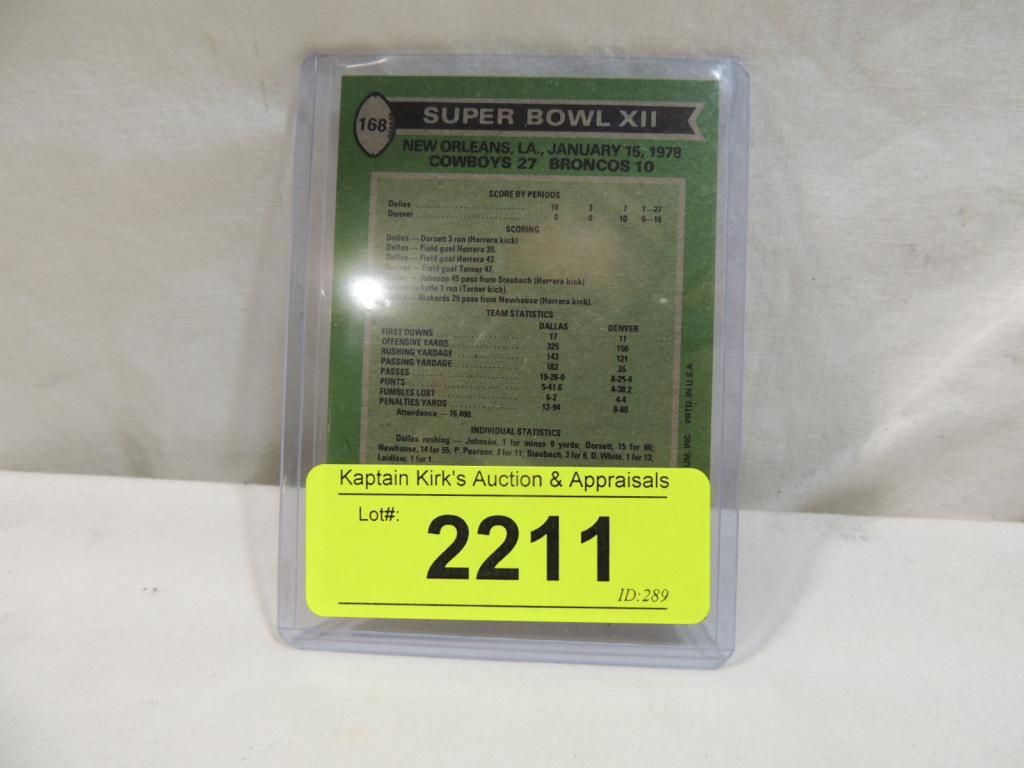 168
SUPER BOWL XII
NEW ORLEANS, LA., JANUARY 15, 1978
COWBOYS 27 BRONCOS 10
SCORE BY PERIODS
Dallas 10 3 7 7—27
Denver 0 0 10 0—10
SCORING
Dallas — Dorsett 3 run (Herrera kick)
Dallas — Field goal Herrera 35.
Dallas — Field goal Herrera 43
— Field goal Turner 47.
— Johnson 45 pass from Staubach (Herrera kick)
— Lytle 1 run (Turner kick)
— Richards 29 pass from Newhouse (Herrera kick).
TEAM STATISTICS
DALLAS DENVER
FIRST DOWNS 17 11
OFFENSIVE YARDS 325 156
RUSHING YARDAGE 143 121
PASSING YARDAGE 182 35
PASSES 19-28-0 8-25-4
PUNTS 5-41.6 4-38.2
FUMBLES LOST 6-2 4-4
PENALTIES YARDS 12-94 8-60
Attendance — 76,400.
INDIVIDUAL STATISTICS
Dallas rushing — Johnson, 1 for minus 9 yards; Dorsett, 15 for 66;
Newhouse, 14 for 55; P. Pearson, 3 for 11; Staubach, 3 for 6, D. White, 1 for 13;
Laidlaw, 1 for 1.
UM, INC PRTD. IN U.S.A
Kaptain Kirk's Auction & Appraisals
Lot#:
2211
ID:289